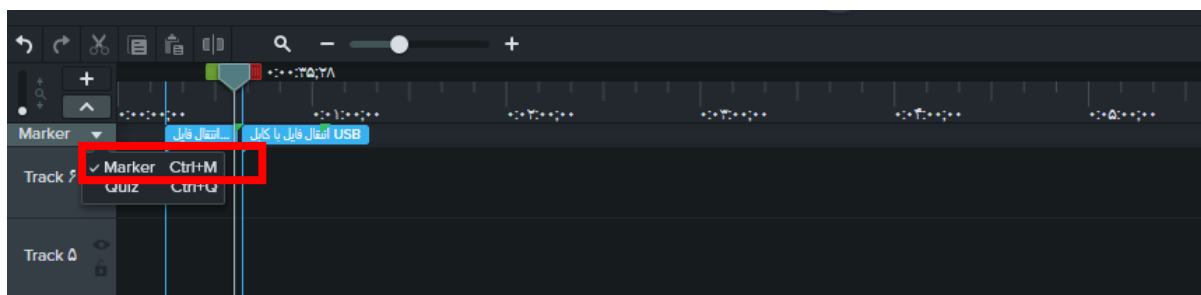 ۰:۰۰:۳۵;۲۸
۰:۰۰:۰۰;۰۰ ۰:۰۱:۰۰;۰۰ ۰:۰۲:۰۰;۰۰ ۰:۰۳:۰۰;۰۰ ۰:۰۴:۰۰;۰۰ ۰:۰۵:۰۰;۰۰
Marker
انتقال فایل...
انتقال فایل با کابل USB
Marker Ctrl+M
Quiz Ctrl+Q
Track ۶
Track ۵